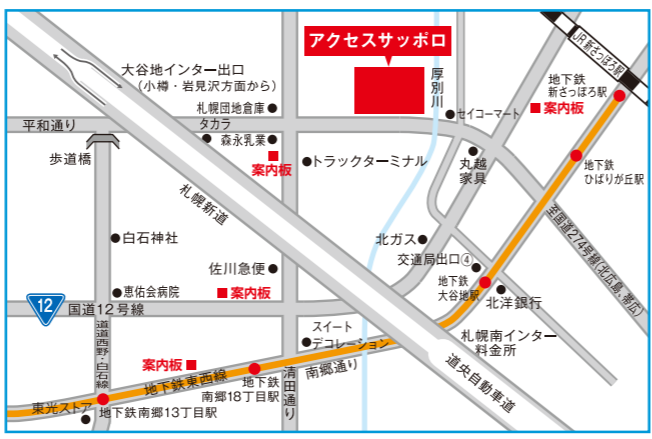 アクセスサッポロ
JR新さっぽろ駅
大谷地インター出口
(小樽・岩見沢方面から)
厚別川
地下鉄
新さっぽろ駅
案内板
札幌団地倉庫
セイコーマート
平和通り
タカラ
森永乳業
歩道橋
案内板
トラックターミナル
丸越
家具
地下鉄
ひばりが丘駅
札幌新道
至国道274号線(北広島、帯広)
白石神社
北ガス
交通局出口④
佐川急便
地下鉄
大谷地駅
恵佑会病院
案内板
北洋銀行
12
国道12号線
スイート
デコレーション
札幌南インター
料金所
道道西野・白石線
案内板
地下鉄東西線
地下鉄
南郷18丁目駅
清田通り
南郷通り
道央自動車道
東光ストア
地下鉄南郷13丁目駅